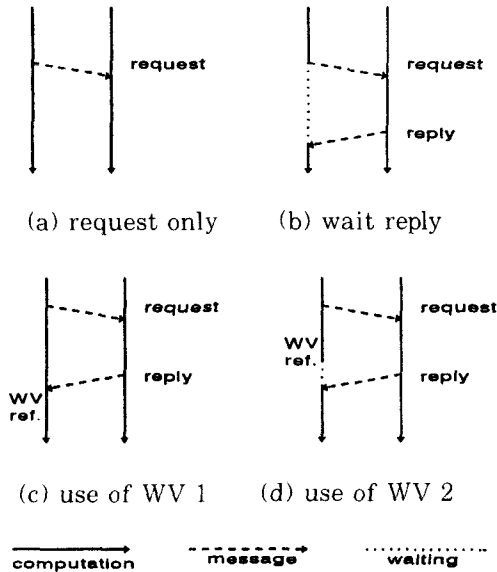 request
request
reply
(a) request only
(b) wait reply
request
reply
WV
ref.
request
WV
ref.
reply
(c) use of WV 1
(d) use of WV 2
computation
message
waiting